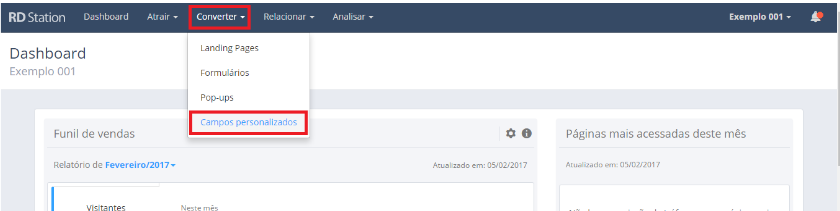 RD Station Dashboard Atrair Converter Relacionar Analisar Exemplo 001
Landing Pages
Formulários
Pop-ups
Campos personalizados
Dashboard
Exemplo 001
Funil de vendas
Relatório de Fevereiro/2017
Atualizado em: 05/02/2017
Visitantes
Neste mês
Páginas mais acessadas deste mês
Atualizado em: 05/02/2017